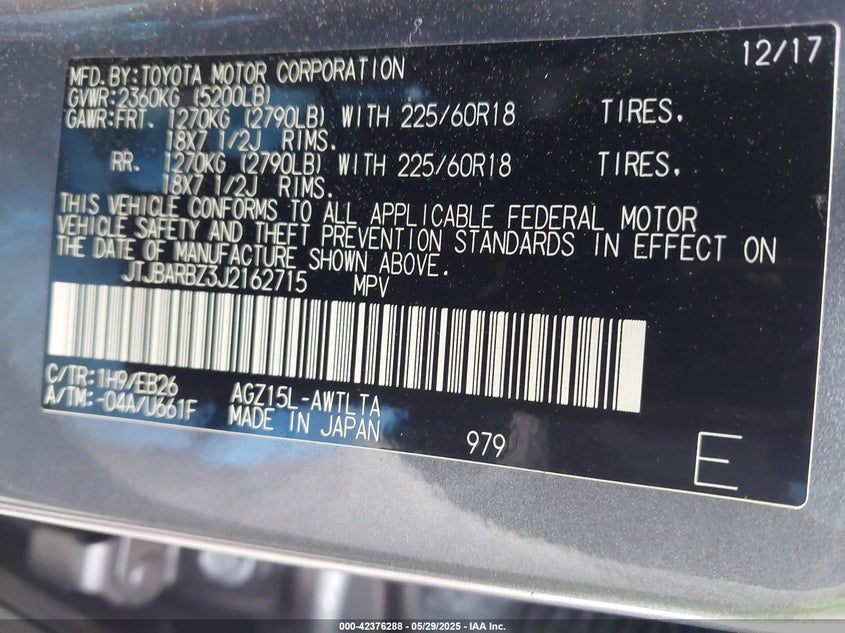 12/17
MFD. BY: TOYOTA MOTOR CORPORATION
GVWR: 2360KG (5200LB)
GAWR: FRT. 1270KG (2790LB) WITH 225/60R18 TIRES.
18X7 1/2J RIMS.
RR. 1270KG (2790LB) WITH 225/60R18 TIRES.
18X7 1/2J RIMS.
THIS VEHICLE CONFORMS TO ALL APPLICABLE FEDERAL MOTOR
VEHICLE SAFETY AND THEFT PREVENTION STANDARDS IN EFFECT ON
THE DATE OF MANUFACTURE SHOWN ABOVE.
JTJBARBZ3J2162715 MPV
C/TR: 1H9/EB26 AGZ15L-AWTLTA
A/TM: -04A/U661F MADE IN JAPAN 979
E
000-42376288 - 05/29/2025 - IAA Inc.